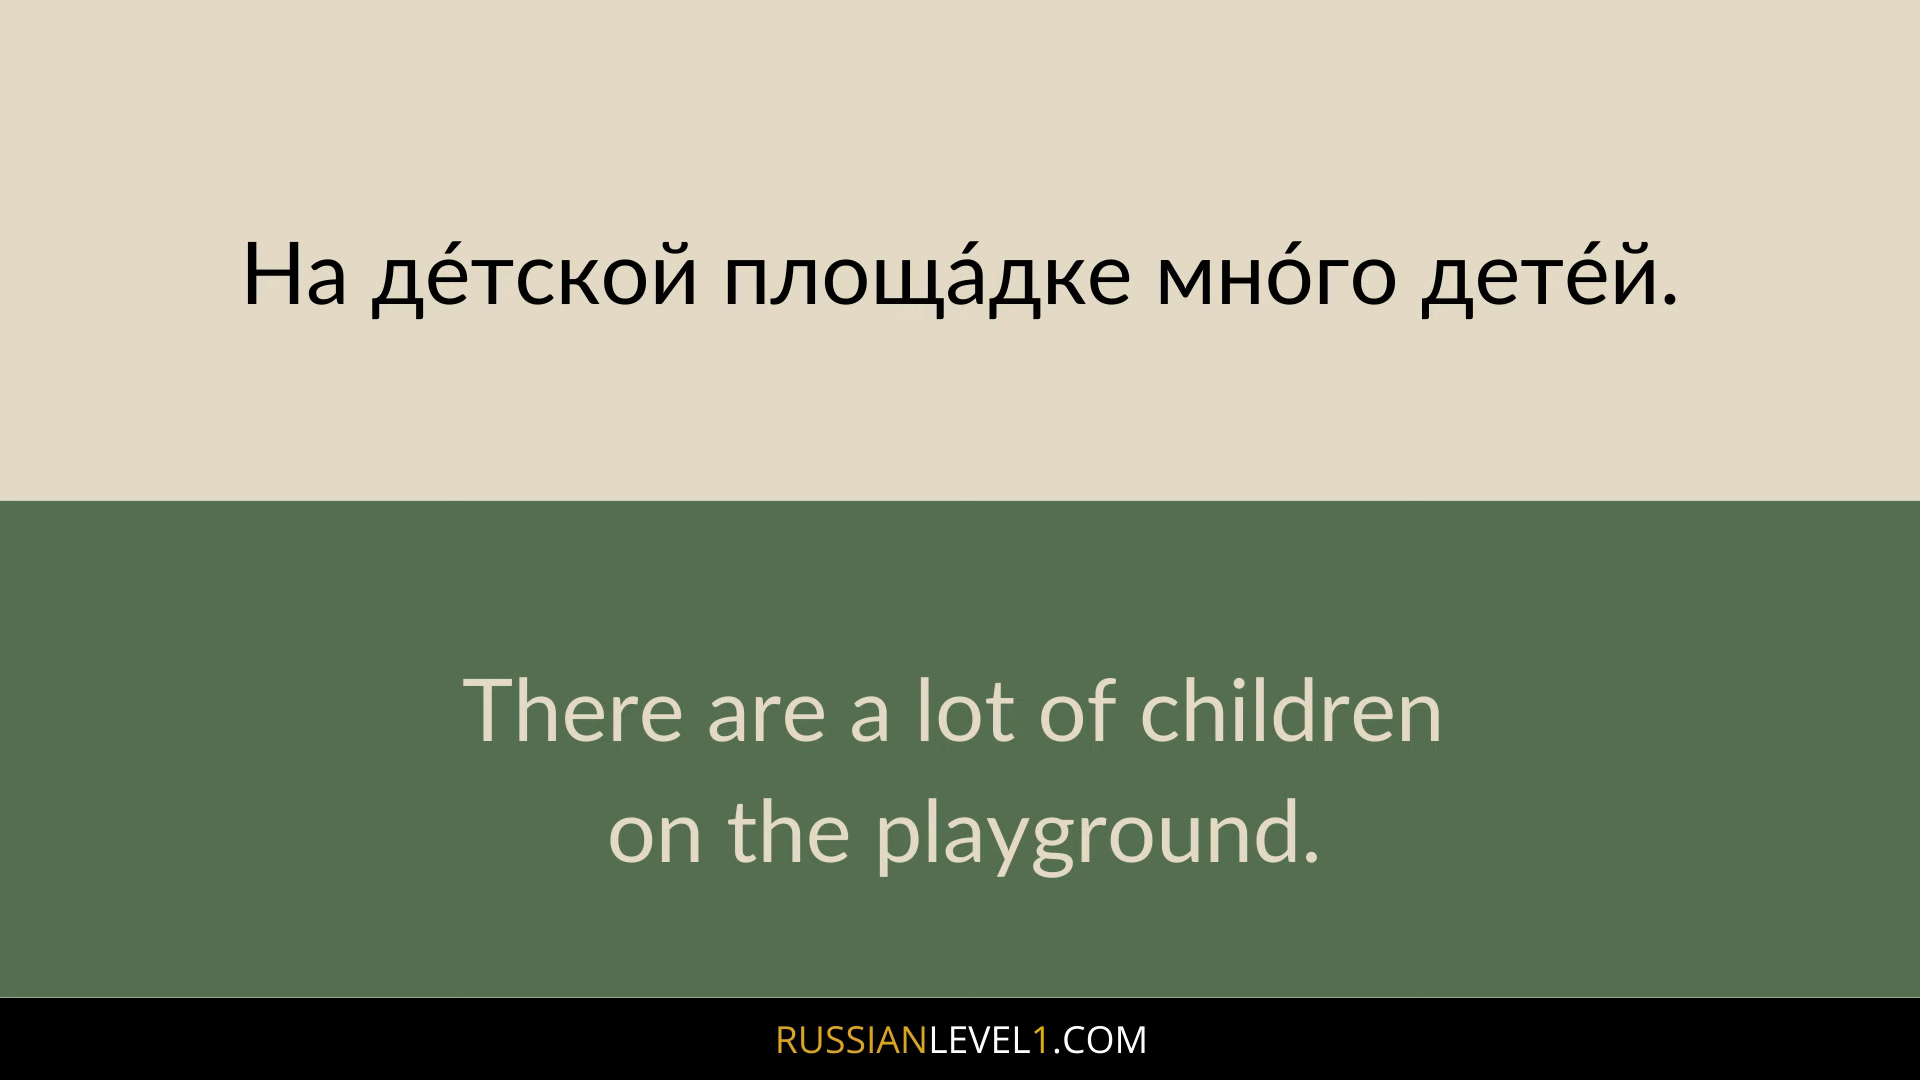 На де́тской площа́дке мно́го дете́й.
There are a lot of children
on the playground.
RUSSIANLEVEL1.COM